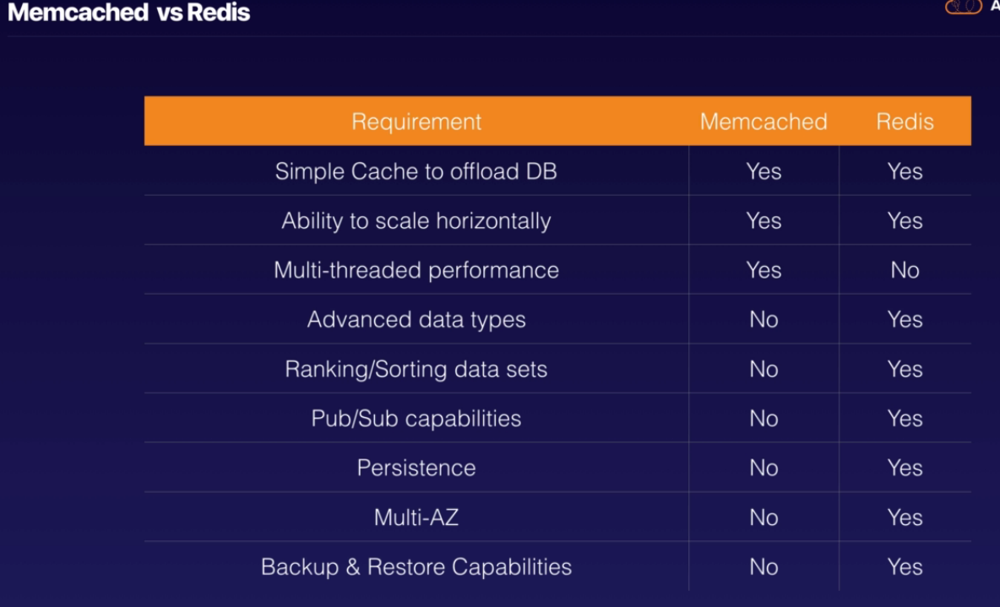 Memcached vs Redis
A
Requirement Memcached Redis
Simple Cache to offload DB Yes Yes
Ability to scale horizontally Yes Yes
Multi-threaded performance Yes No
Advanced data types No Yes
Ranking/Sorting data sets No Yes
Pub/Sub capabilities No Yes
Persistence No Yes
Multi-AZ No Yes
Backup & Restore Capabilities No Yes